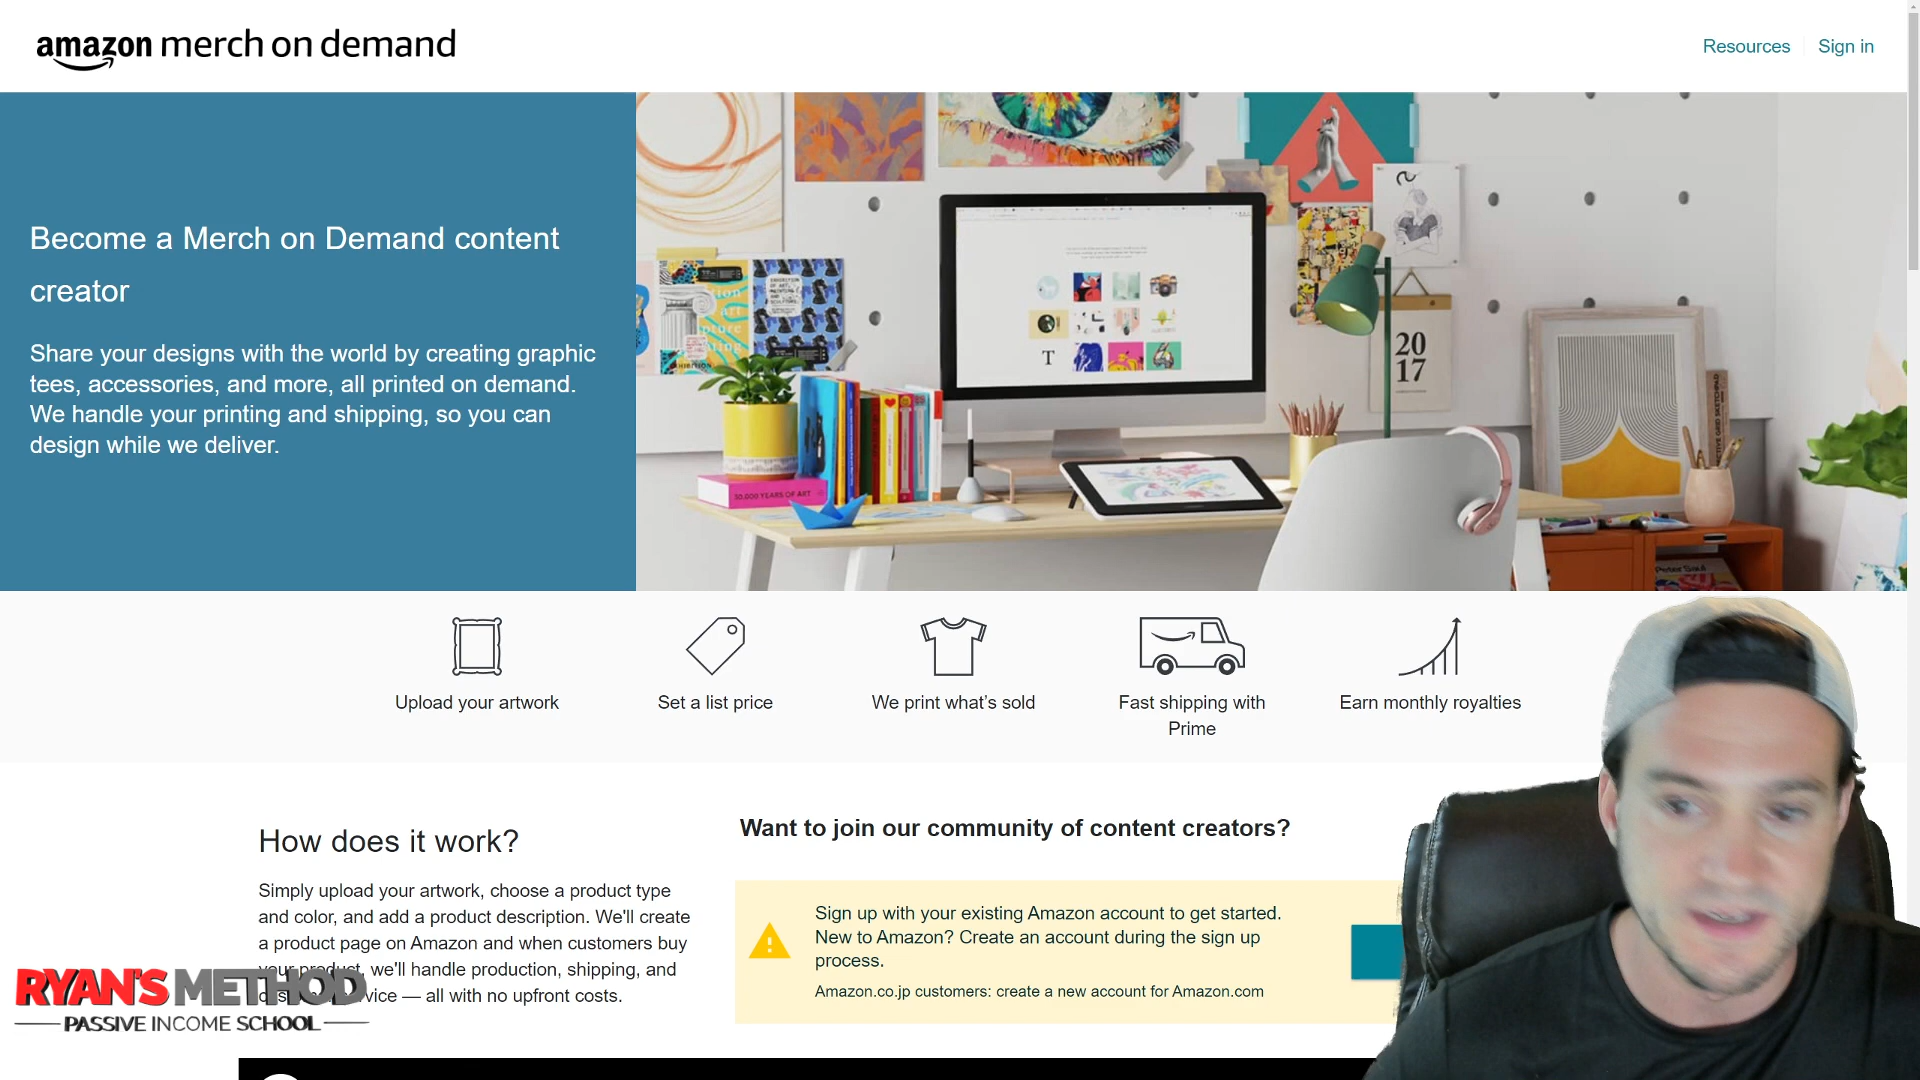 amazon merch on demand
Resources
Sign in
Become a Merch on Demand content
creator
Share your designs with the world by creating graphic
tees, accessories, and more, all printed on demand.
We handle your printing and shipping, so you can
design while we deliver.
30,000 YEARS OF ART
T
20
17
Upload your artwork
Set a list price
We print what's sold
Fast shipping with
Prime
Earn monthly royalties
How does it work?
Simply upload your artwork, choose a product type
and color, and add a product description. We'll create
a product page on Amazon and when customers buy
your product, we'll handle production, shipping, and
— all with no upfront costs.
Want to join our community of content creators?
Sign up with your existing Amazon account to get started.
New to Amazon? Create an account during the sign up
process.
Amazon.co.jp customers: create a new account for Amazon.com
RYAN'S METHOD
PASSIVE INCOME SCHOOL